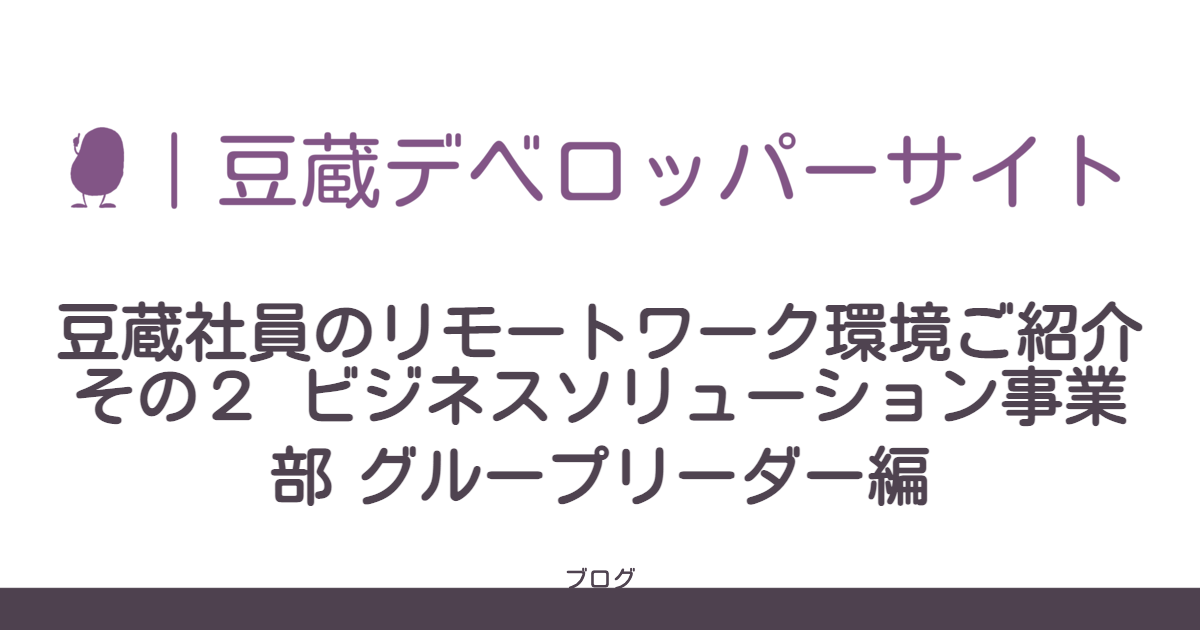 ｜豆蔵デベロッパーサイト
豆蔵社員のリモートワーク環境ご紹介
その２ ビジネスソリューション事業
部 グループリーダー編
ブログ